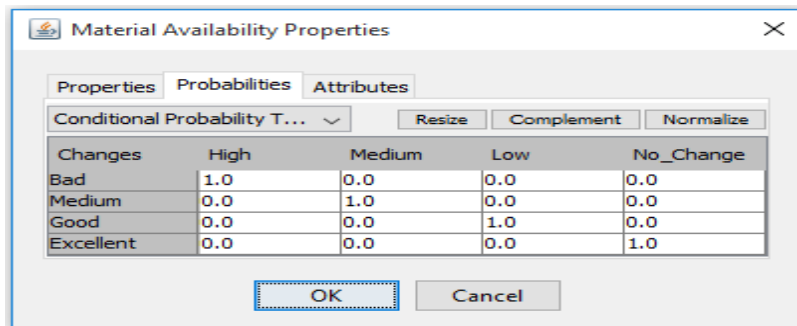 Material Availability Properties
Properties Probabilities Attributes
Conditional Probability T... Resize Complement Normalize
Changes High Medium Low No_Change
Bad 1.0 0.0 0.0 0.0
Medium 0.0 1.0 0.0 0.0
Good 0.0 0.0 1.0 0.0
Excellent 0.0 0.0 0.0 1.0
OK Cancel